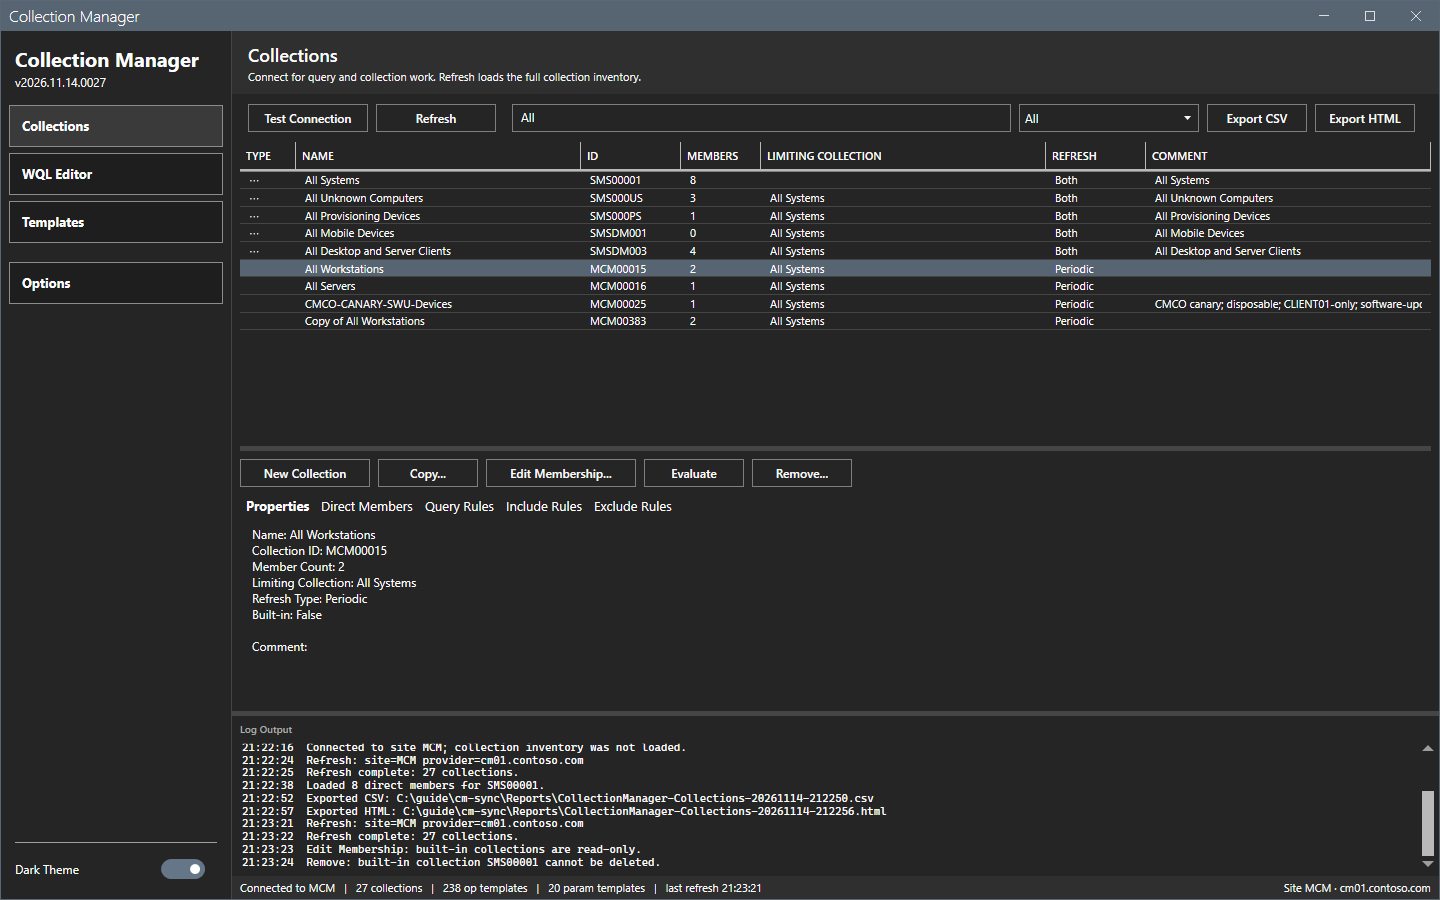 Collection Manager
Collection Manager
v2026.11.14.0027
Collections
WQL Editor
Templates
Options
Dark Theme
Collections
Connect for query and collection work. Refresh loads the full collection inventory.
Test Connection Refresh All All Export CSV Export HTML
TYPE NAME ID MEMBERS LIMITING COLLECTION REFRESH COMMENT
... All Systems SMS00001 8 Both All Systems
... All Unknown Computers SMS000US 3 All Systems Both All Unknown Computers
... All Provisioning Devices SMS000PS 1 All Systems Both All Provisioning Devices
... All Mobile Devices SMSDM001 0 All Systems Both All Mobile Devices
... All Desktop and Server Clients SMSDM003 4 All Systems Both All Desktop and Server Clients
All Workstations MCM00015 2 All Systems Periodic
All Servers MCM00016 1 All Systems Periodic
CMCO-CANARY-SWU-Devices MCM00025 1 All Systems Periodic CMCO canary; disposable; CLIENT01-only; software-upc
Copy of All Workstations MCM00383 2 All Systems Periodic
New Collection Copy... Edit Membership... Evaluate Remove...
Properties Direct Members Query Rules Include Rules Exclude Rules
Name: All Workstations
Collection ID: MCM00015
Member Count: 2
Limiting Collection: All Systems
Refresh Type: Periodic
Built-in: False
Comment:
Log Output
21:22:16 Connected to site MCM; collection inventory was not loaded.
21:22:24 Refresh: site=MCM provider=cm01.contoso.com
21:22:25 Refresh complete: 27 collections.
21:22:38 Loaded 8 direct members for SMS00001.
21:22:52 Exported CSV: C:\guide\cm-sync\Reports\CollectionManager-Collections-20261114-212250.csv
21:22:57 Exported HTML: C:\guide\cm-sync\Reports\CollectionManager-Collections-20261114-212256.html
21:23:21 Refresh: site=MCM provider=cm01.contoso.com
21:23:22 Refresh complete: 27 collections.
21:23:23 Edit Membership: built-in collections are read-only.
21:23:24 Remove: built-in collection SMS00001 cannot be deleted.
Connected to MCM | 27 collections | 238 op templates | 20 param templates | last refresh 21:23:21
Site MCM · cm01.contoso.com